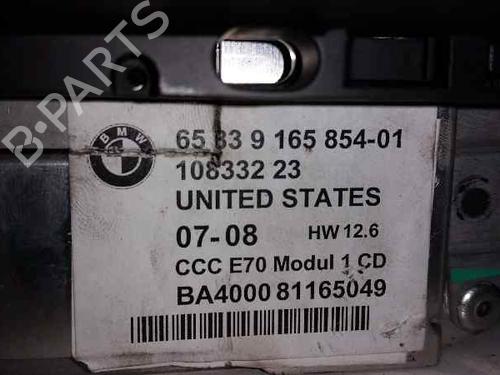 BMW
65 83 9 165 854-01
108332 23
UNITED STATES
07-08 HW 12.6
CCC E70 Modul 1 CD
BA4000 81165049
B-PARTS